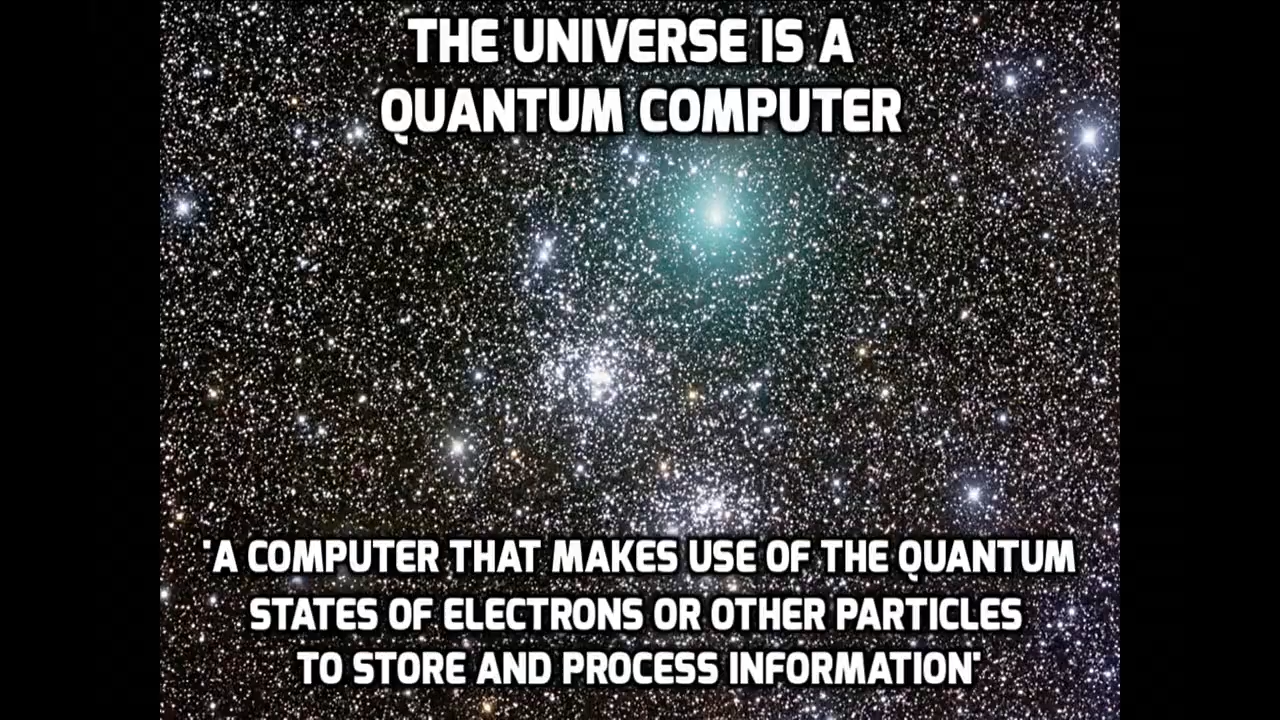 THE UNIVERSE IS A
QUANTUM COMPUTER
'A COMPUTER THAT MAKES USE OF THE QUANTUM
STATES OF ELECTRONS OR OTHER PARTICLES
TO STORE AND PROCESS INFORMATION'